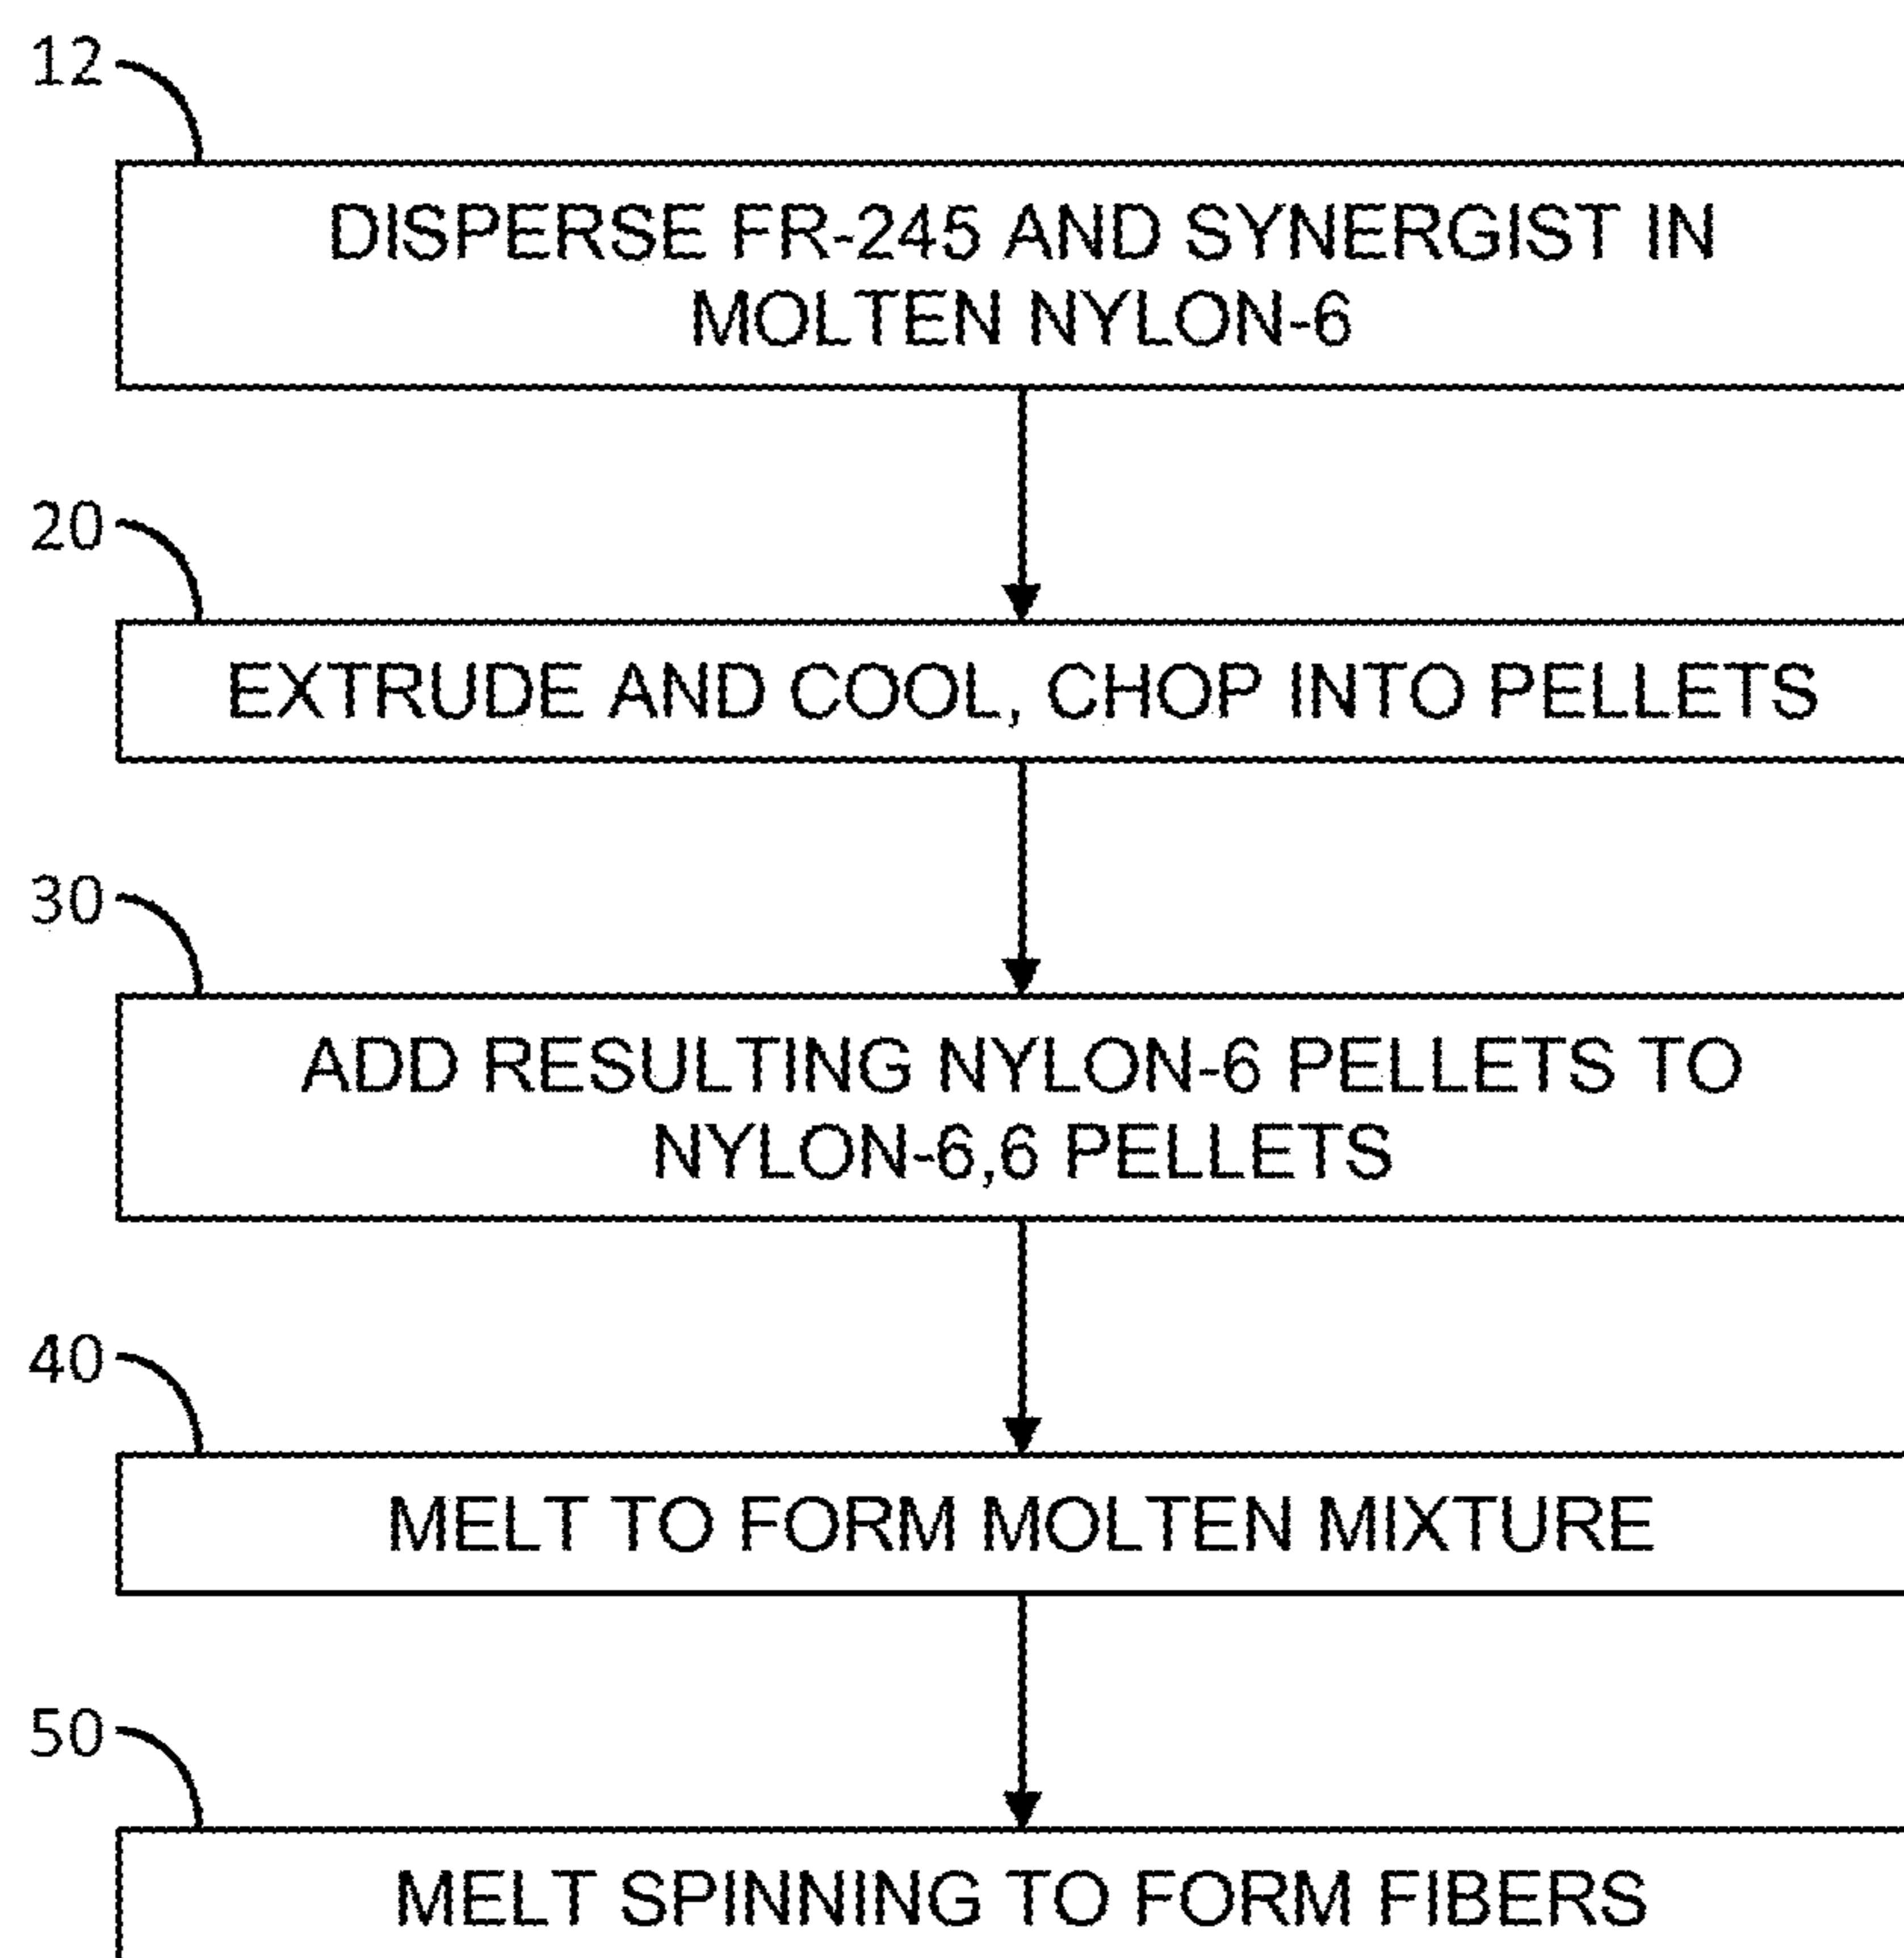 12
DISPERSE FR-245 AND SYNERGIST IN
MOLTEN NYLON-6
20
EXTRUDE AND COOL, CHOP INTO PELLETS
30
ADD RESULTING NYLON-6 PELLETS TO
NYLON-6,6 PELLETS
40
MELT TO FORM MOLTEN MIXTURE
50
MELT SPINNING TO FORM FIBERS